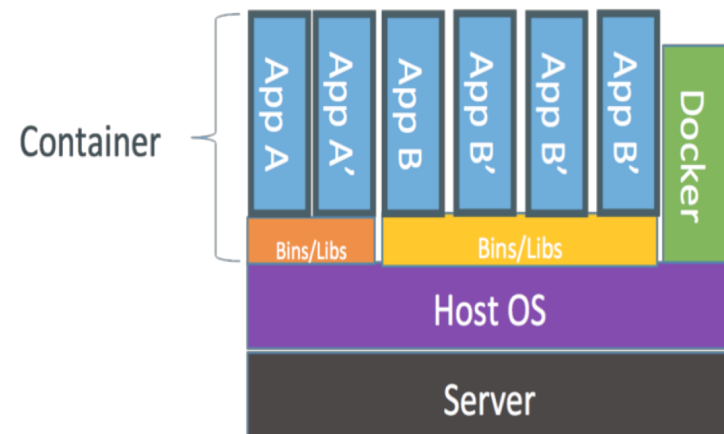 Container
App A
App A’
App B
App B’
App B’
App B’
Docker
Bins/Libs
Bins/Libs
Host OS
Server